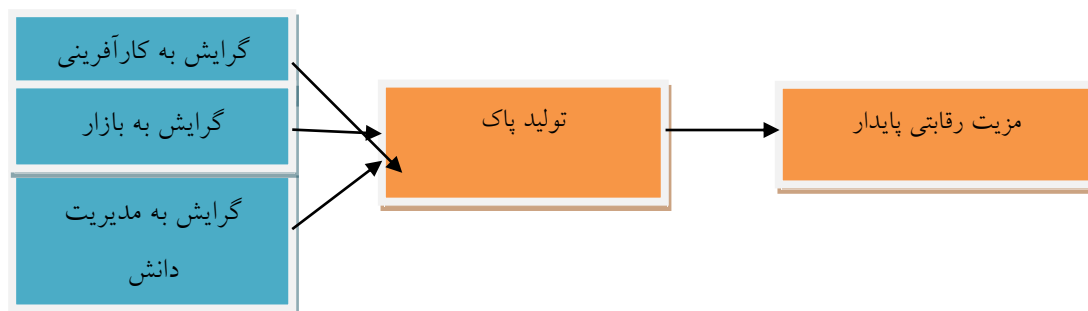 گرایش به کارآفرینی
گرایش به بازار
گرایش به مدیریت
دانش
تولید پاک
مزیت رقابتی پایدار